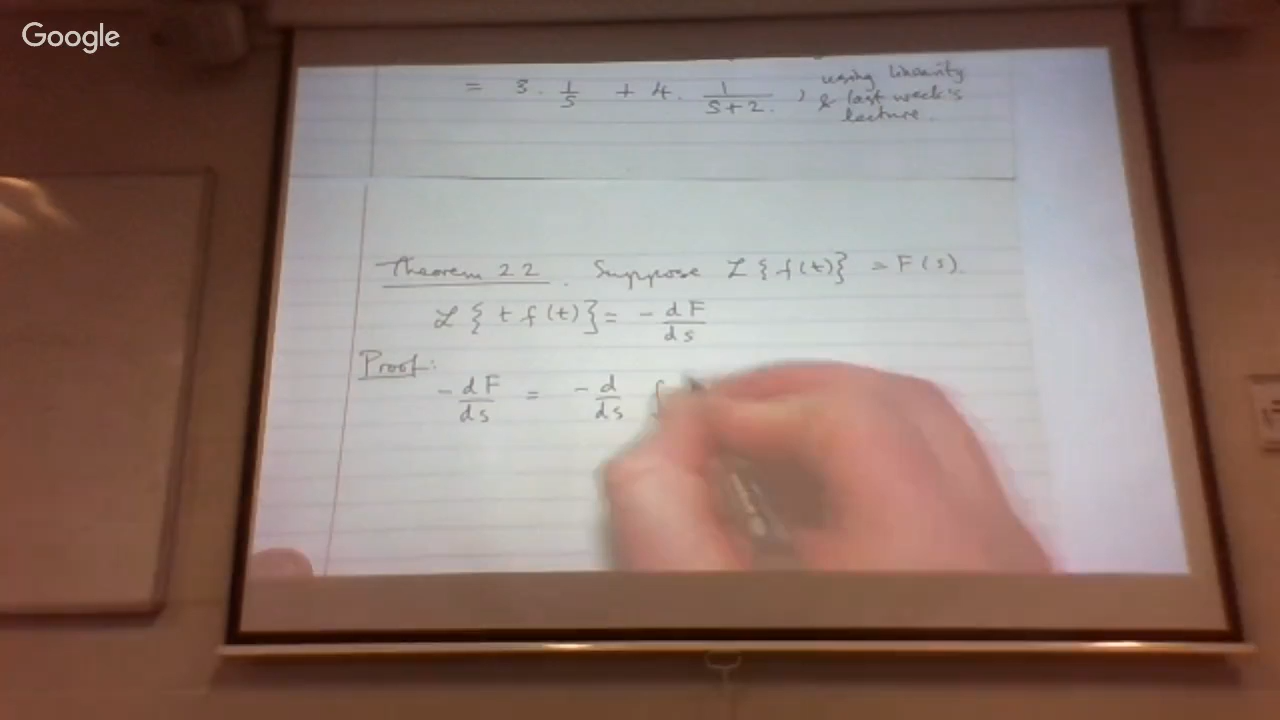 Google
= 3. 1/s + 4. 1/(s+2) , using linearity
& last week's
lecture.
Theorem 22. Suppose ℒ{f(t)} = F(s).
ℒ{t f(t)} = - dF/ds
Proof:
- dF/ds = - d/ds ∫